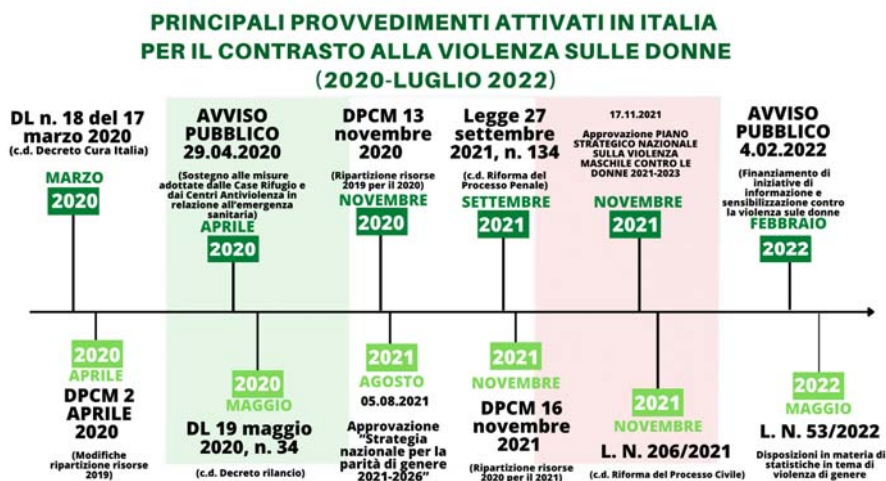 PRINCIPALI PROVVEDIMENTI ATTIVATI IN ITALIA
PER IL CONTRASTO ALLA VIOLENZA SULLE DONNE
(2020-LUGLIO 2022)
DL n. 18 del 17
marzo 2020
(c.d. Decreto Cura Italia)
MARZO
2020
AVVISO
PUBBLICO
29.04.2020
(Sostegno alle misure
adottate dalle Case Rifugio e
dai Centri Antiviolenza in
relazione all'emergenza
sanitaria)
APRILE
2020
DPCM 13
novembre
2020
(Ripartizione risorse
2019 per il 2020)
NOVEMBRE
2020
Legge 27
settembre
2021, n. 134
(c.d. Riforma del
Processo Penale)
SETTEMBRE
2021
17.11.2021
Approvazione PIANO
STRATEGICO NAZIONALE
SULLA VIOLENZA
MASCHILE CONTRO LE
DONNE 2021-2023
NOVEMBRE
2021
AVVISO
PUBBLICO
4.02.2022
(Finanziamento di
iniziative di
informazione e
sensibilizzazione contro
la violenza sule donne
FEBBRAIO
2022
2020
APRILE
DPCM 2
APRILE
2020
(Modifiche
ripartizione risorse
2019)
2020
MAGGIO
DL 19 maggio
2020, n. 34
(c.d. Decreto rilancio)
2021
AGOSTO
05.08.2021
Approvazione
"Strategia
nazionale per la
parità di genere
2021-2026"
2021
NOVEMBRE
DPCM 16
novembre
2021
(Ripartizione risorse
2020 per il 2021)
2021
NOVEMBRE
L. N. 206/2021
(c.d. Riforma del Processo Civile)
2022
MAGGIO
L. N. 53/2022
Disposizioni in materia di
statistiche in tema di
violenza di genere